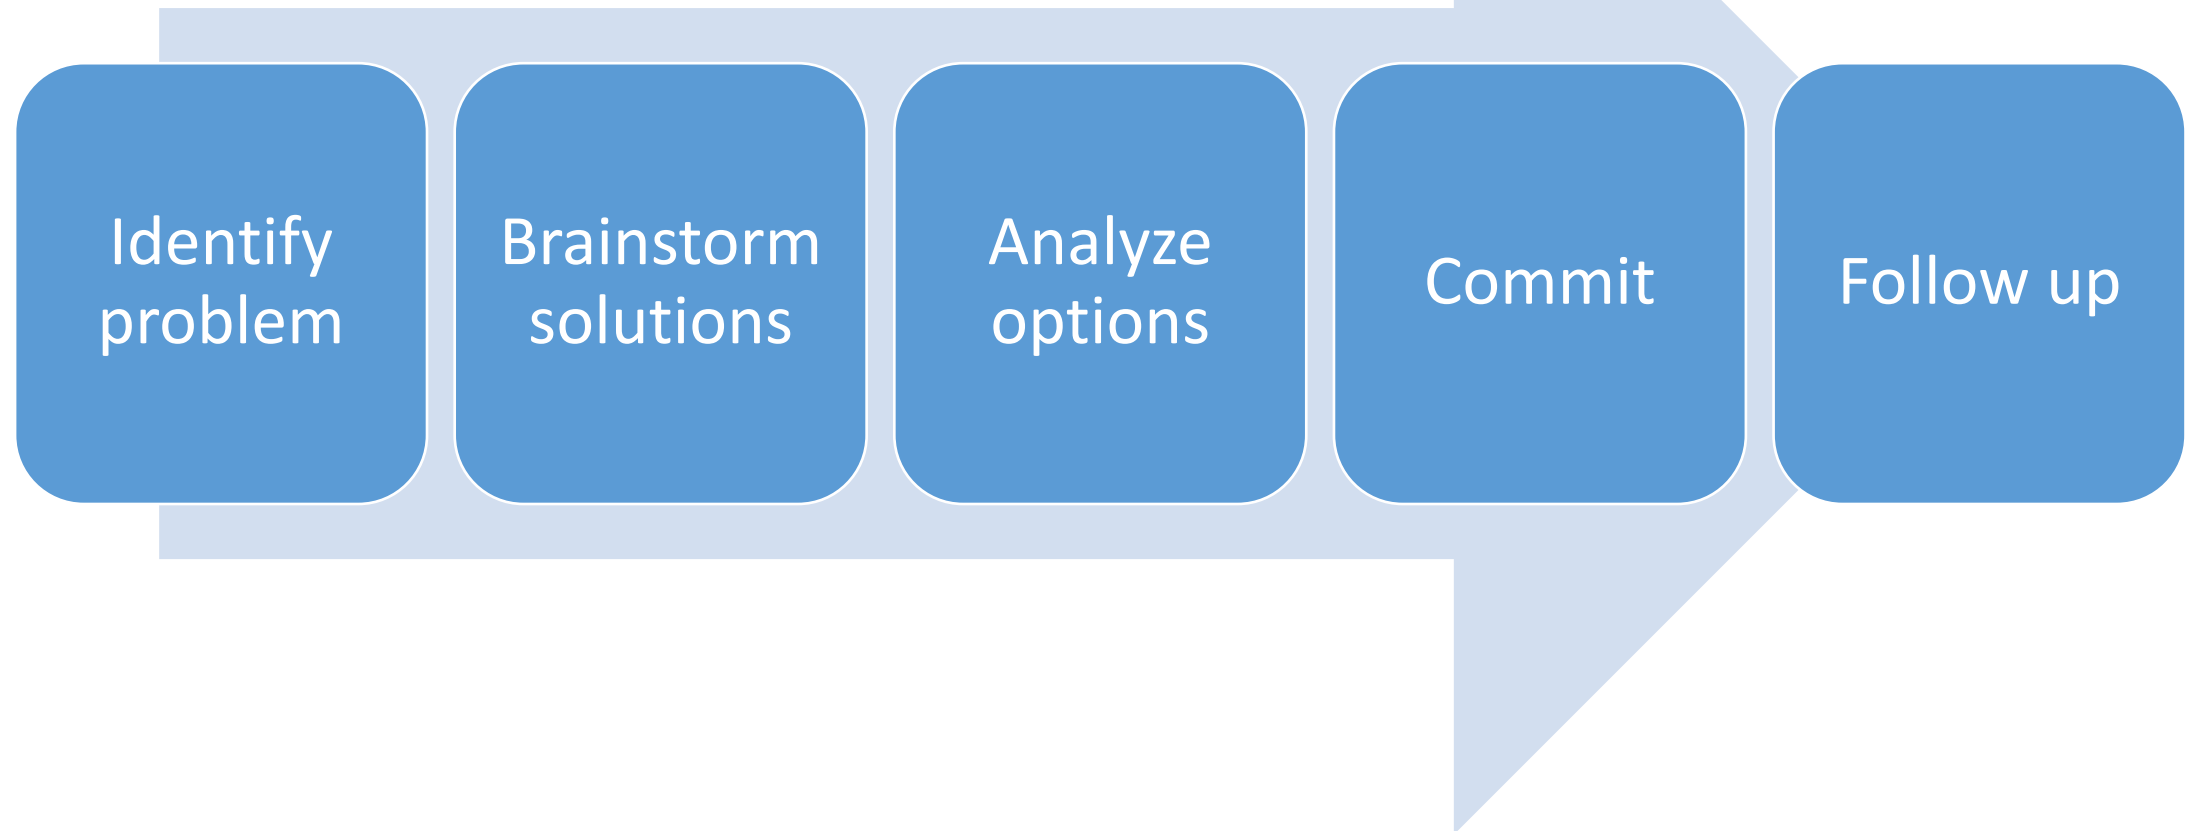 Identify
problem
Brainstorm
solutions
Analyze
options
Commit
Follow up